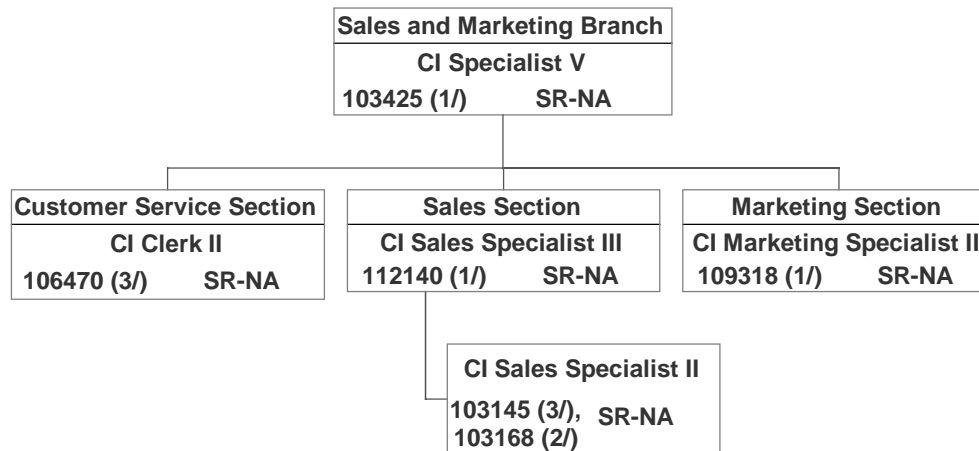 Sales and Marketing Branch
CI Specialist V
103425 (1/) SR-NA
Customer Service Section
CI Clerk II
106470 (3/) SR-NA
Sales Section
CI Sales Specialist III
112140 (1/) SR-NA
Marketing Section
CI Marketing Specialist II
109318 (1/) SR-NA
CI Sales Specialist II
103145 (3/),
103168 (2/) SR-NA